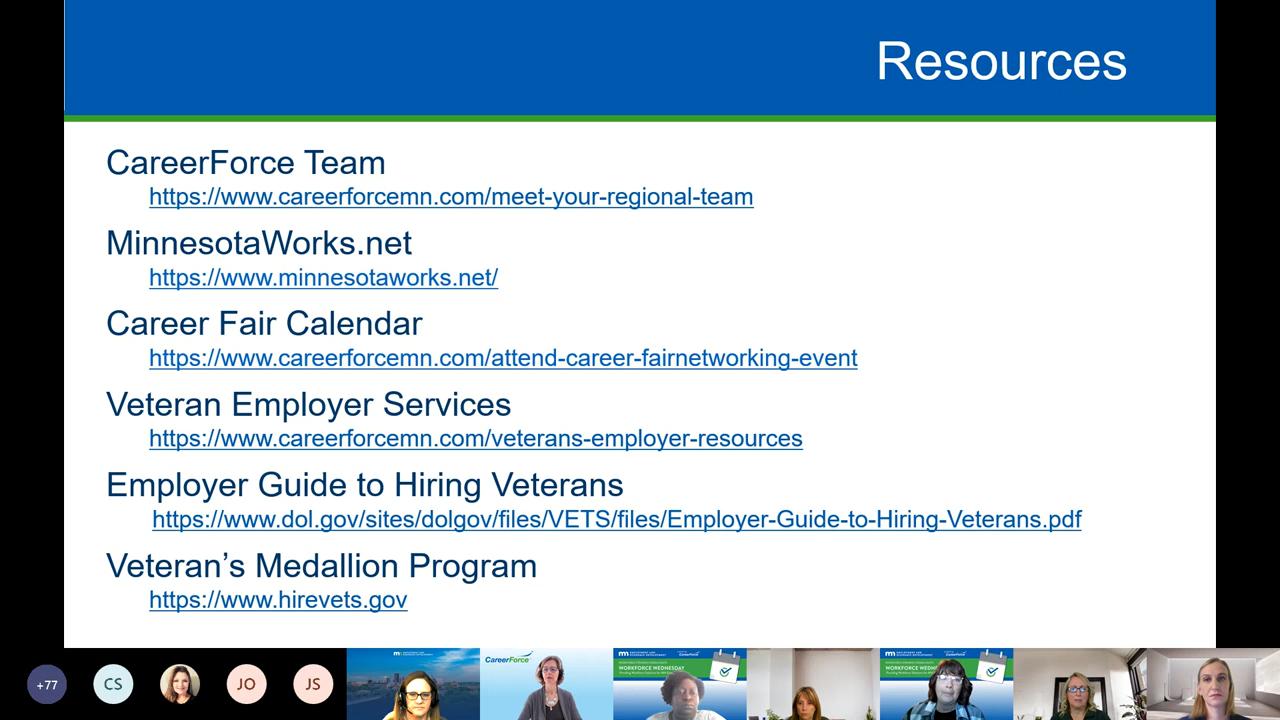 Resources
CareerForce Team
https://www.careerforcemn.com/meet-your-regional-team
MinnesotaWorks.net
https://www.minnesotaworks.net/
Career Fair Calendar
https://www.careerforcemn.com/attend-career-fairnetworking-event
Veteran Employer Services
https://www.careerforcemn.com/veterans-employer-resources
Employer Guide to Hiring Veterans
https://www.dol.gov/sites/dolgov/files/VETS/files/Employer-Guide-to-Hiring-Veterans.pdf
Veteran’s Medallion Program
https://www.hirevets.gov
+77
CS
JO
JS
CareerForce
WORKFORCE WEDNESDAY
WORKFORCE WEDNESDAY